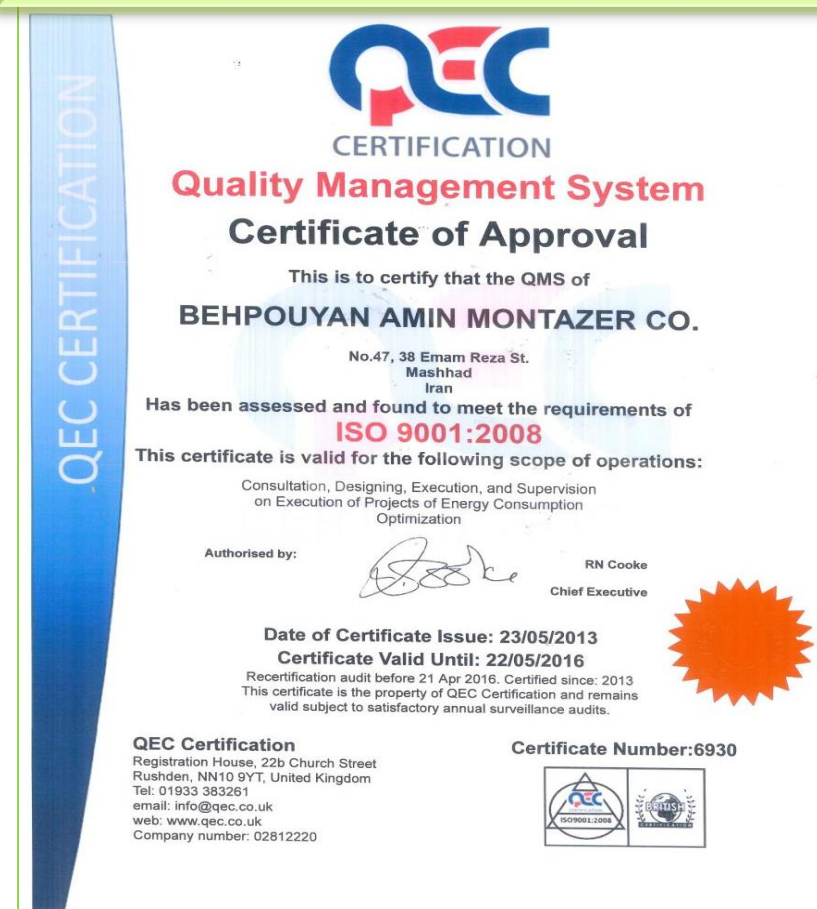 QEC CERTIFICATION
QEC
CERTIFICATION
Quality Management System
Certificate of Approval
This is to certify that the QMS of
BEHPOUYAN AMIN MONTAZER CO.
No.47, 38 Emam Reza St.
Mashhad
Iran
Has been assessed and found to meet the requirements of
ISO 9001:2008
This certificate is valid for the following scope of operations:
Consultation, Designing, Execution, and Supervision
on Execution of Projects of Energy Consumption
Optimization
Authorised by:
RN Cooke
Chief Executive
Date of Certificate Issue: 23/05/2013
Certificate Valid Until: 22/05/2016
Recertification audit before 21 Apr 2016. Certified since: 2013
This certificate is the property of QEC Certification and remains
valid subject to satisfactory annual surveillance audits.
QEC Certification
Registration House, 22b Church Street
Rushden, NN10 9YT, United Kingdom
Tel: 01933 383261
email: info@qec.co.uk
web: www.qec.co.uk
Company number: 02812220
Certificate Number:6930
QEC
ISO9001:2008
BRITISH
CERTIFICATION